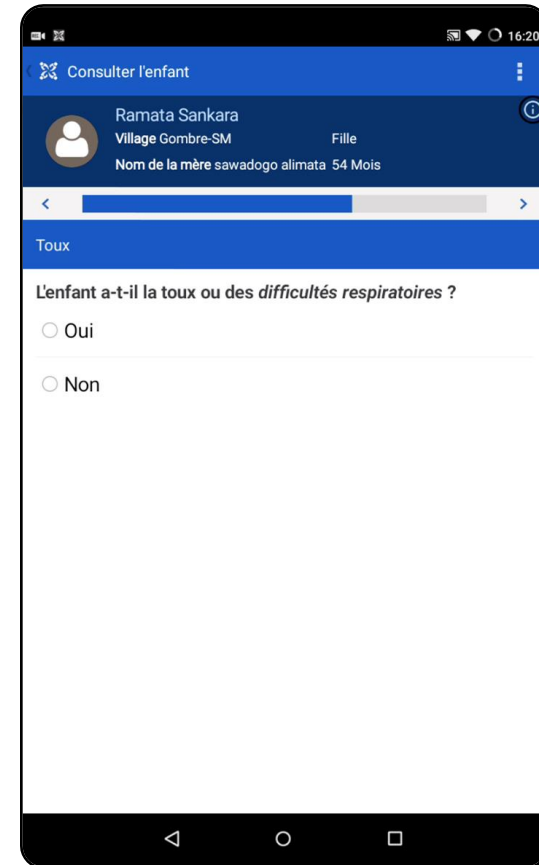 16:20
Consulter l'enfant
Ramata Sankara
Village Gombre-SM Fille
Nom de la mère sawadogo alimata 54 Mois
Toux
L'enfant a-t-il la toux ou des difficultés respiratoires ?
Oui
Non